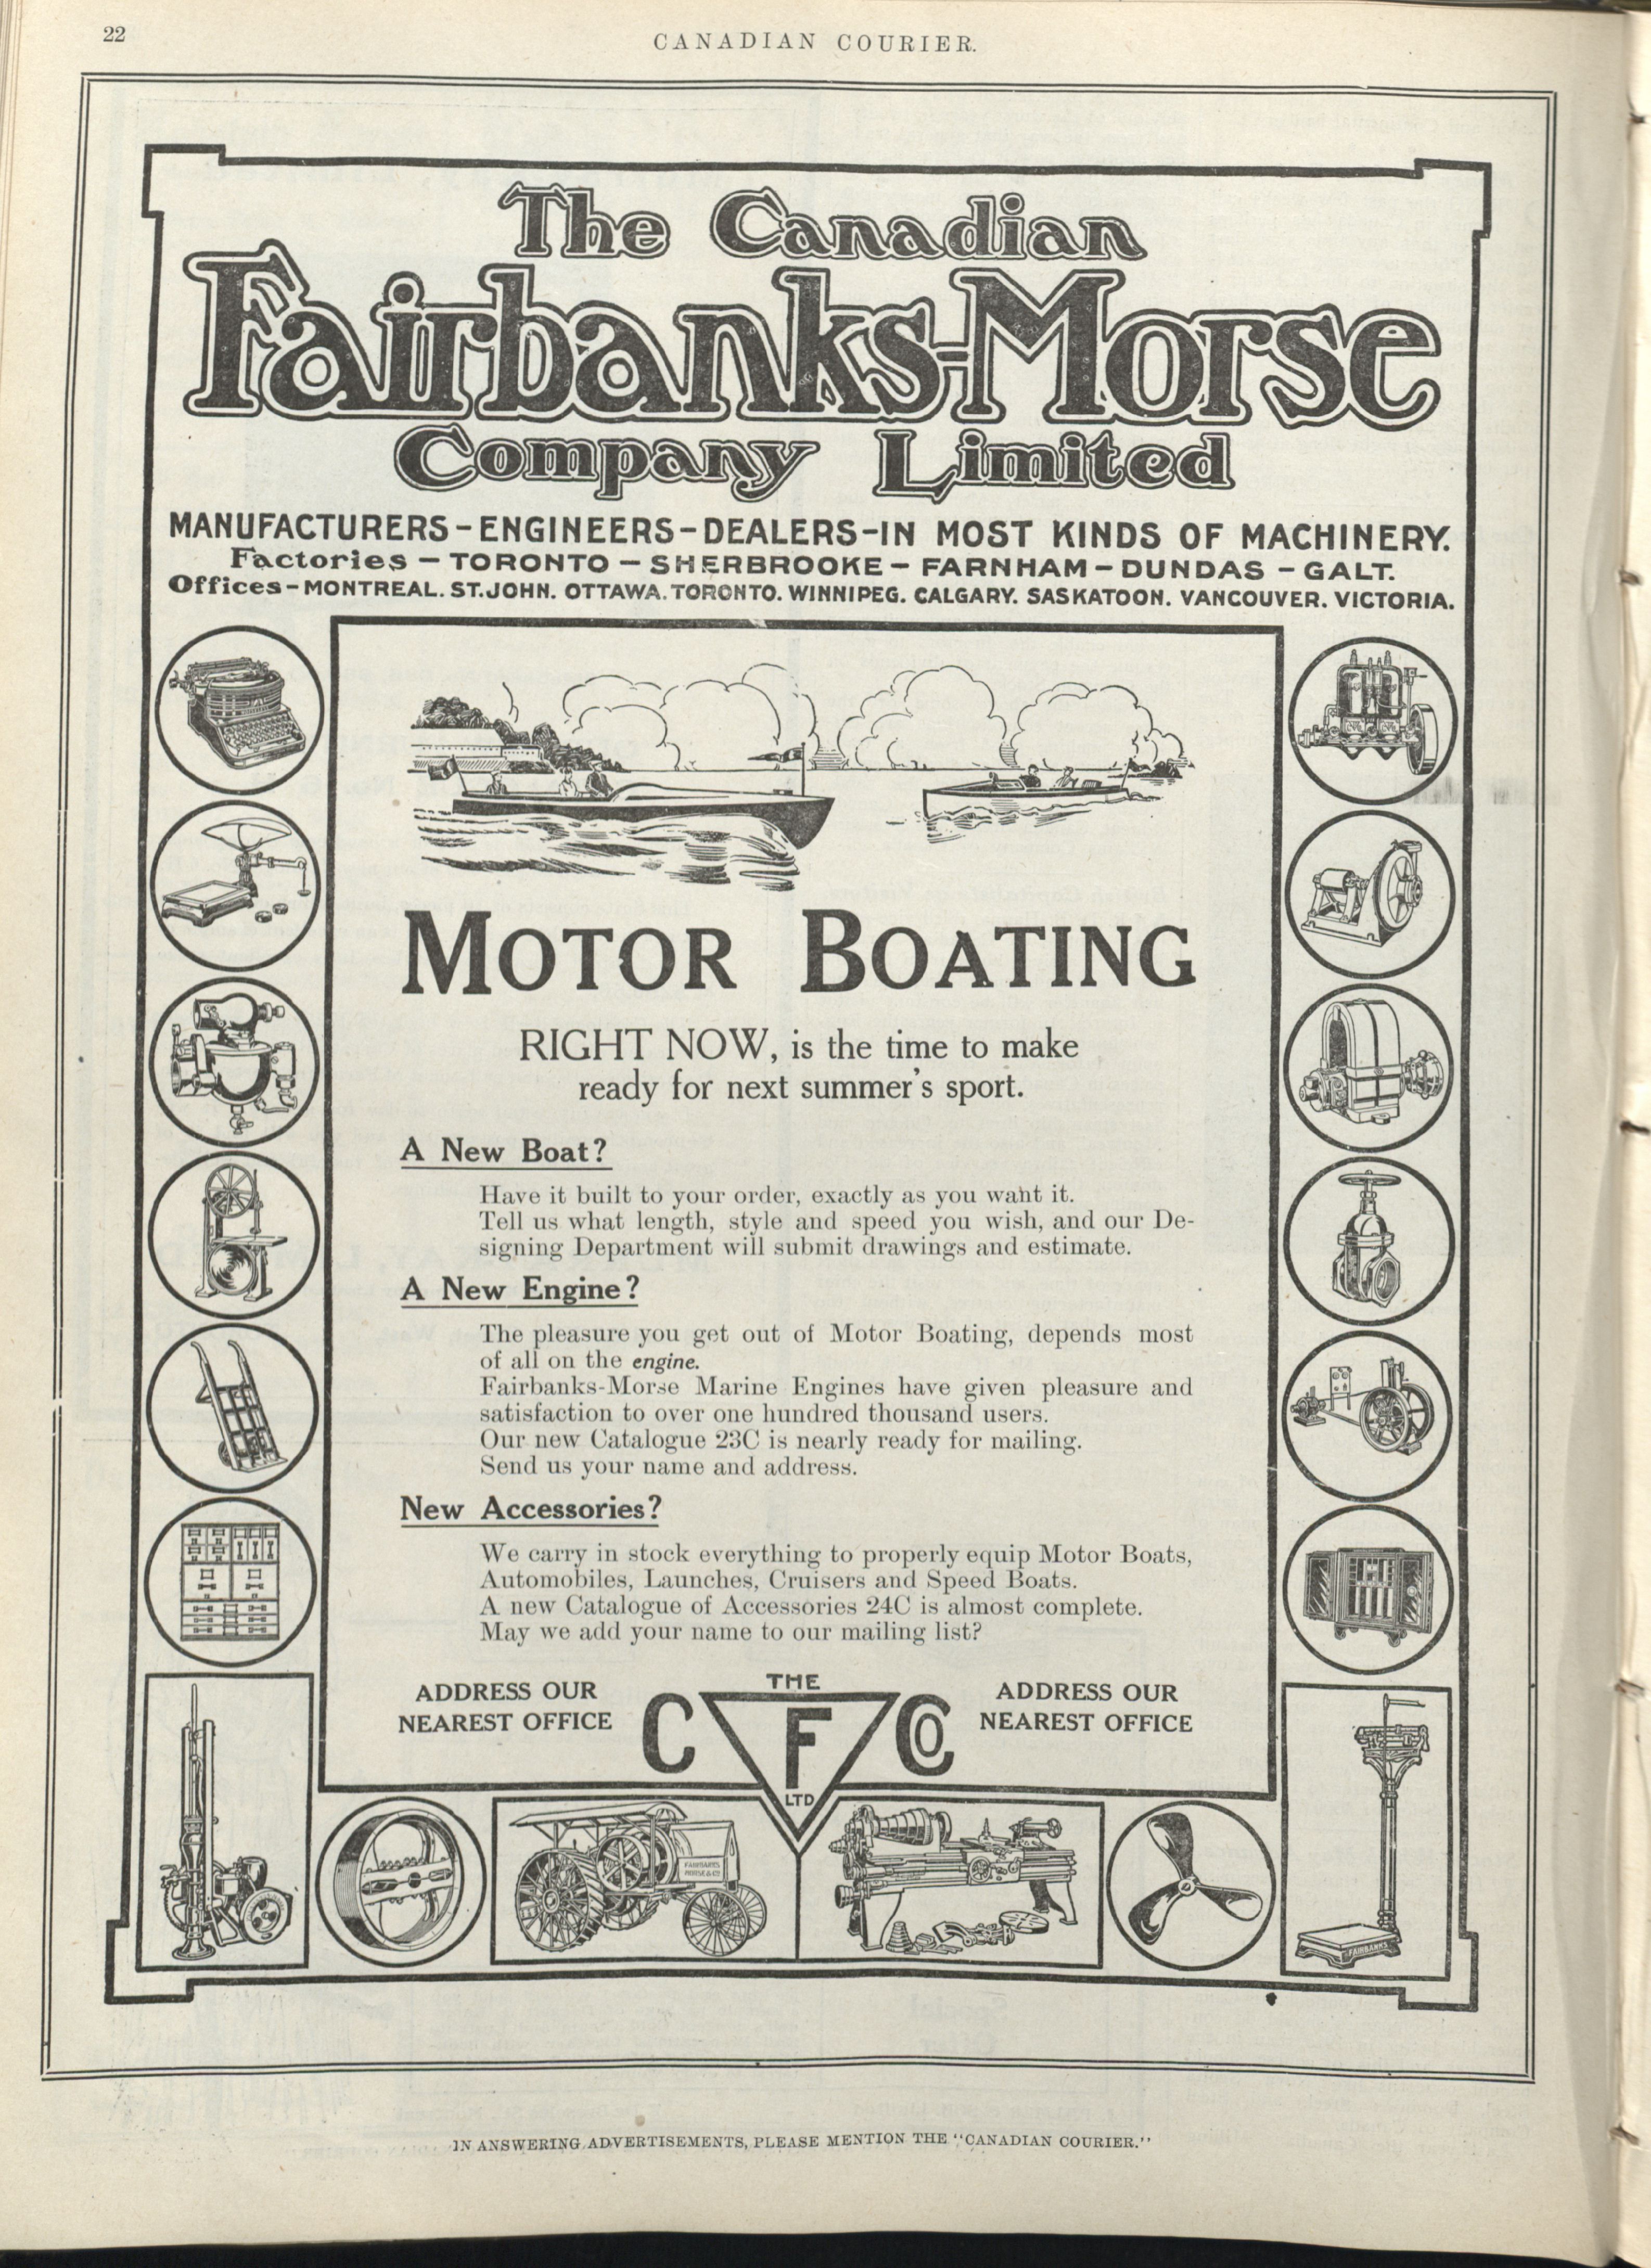 22
CANADIAN COURIER.
The Canadian
Fairbanks-Morse
Company Limited
MANUFACTURERS-ENGINEERS-DEALERS-IN MOST KINDS OF MACHINERY.
Factories - TORONTO - SHERBROOKE - FARNHAM - DUNDAS - GALT.
Offices-MONTREAL. ST. JOHN. OTTAWA. TORONTO. WINNIPEG. CALGARY. SASKATOON. VANCOUVER. VICTORIA.
MOTOR BOATING
RIGHT NOW, is the time to make
ready for next summer's sport.
A New Boat?
Have it built to your order, exactly as you want it.
Tell us what length, style and speed you wish, and our De-
signing Department will submit drawings and estimate.
A New Engine?
The pleasure you get out of Motor Boating, depends most
of all on the engine.
Fairbanks-Morse Marine Engines have given pleasure and
satisfaction to over one hundred thousand users.
Our new Catalogue 23C is nearly ready for mailing.
Send us your name and address.
New Accessories?
We carry in stock everything to properly equip Motor Boats,
Automobiles, Launches, Cruisers and Speed Boats.
A new Catalogue of Accessories 24C is almost complete.
May we add your name to our mailing list?
ADDRESS OUR
NEAREST OFFICE
THE
C F CO
LTD
ADDRESS OUR
NEAREST OFFICE
FAIRBANKS
MORSE & CO
FAIRBANKS
IN ANSWERING ADVERTISEMENTS, PLEASE MENTION THE "CANADIAN COURIER."